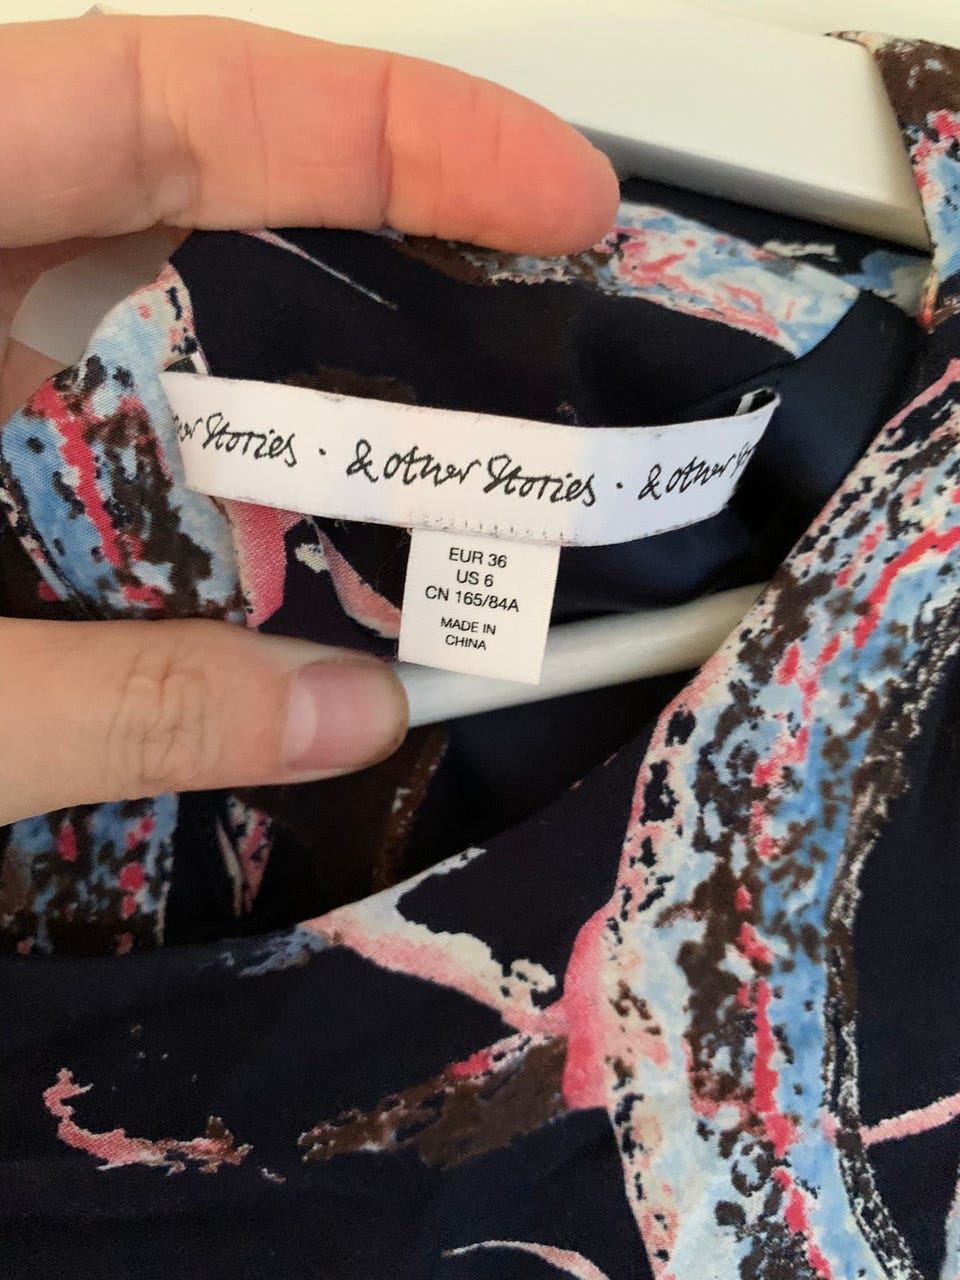 Stories · & Other Stories · & Other
EUR 36
US 6
CN 165/84A
MADE IN
CHINA